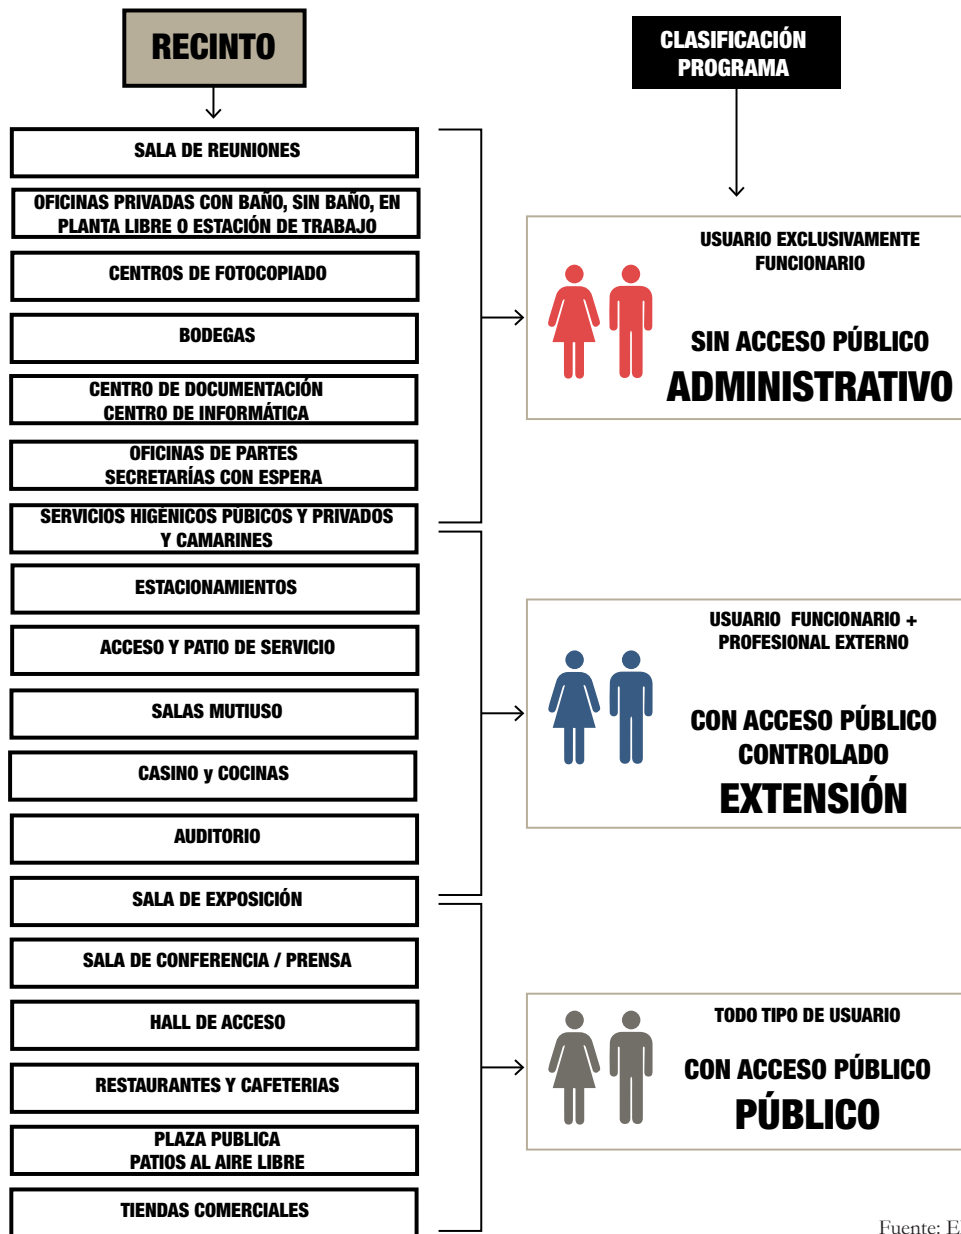 RECINTO
SALA DE REUNIONES
OFICINAS PRIVADAS CON BAÑO, SIN BAÑO, EN
PLANTA LIBRE O ESTACIÓN DE TRABAJO
CENTROS DE FOTOCOPIADO
BODEGAS
CENTRO DE DOCUMENTACIÓN
CENTRO DE INFORMÁTICA
OFICINAS DE PARTES
SECRETARÍAS CON ESPERA
SERVICIOS HIGÉNICOS PÚBICOS Y PRIVADOS
Y CAMARINES
ESTACIONAMIENTOS
ACCESO Y PATIO DE SERVICIO
SALAS MUTIUSO
CASINO y COCINAS
AUDITORIO
SALA DE EXPOSICIÓN
SALA DE CONFERENCIA / PRENSA
HALL DE ACCESO
RESTAURANTES Y CAFETERIAS
PLAZA PUBLICA
PATIOS AL AIRE LIBRE
TIENDAS COMERCIALES
CLASIFICACIÓN
PROGRAMA
USUARIO EXCLUSIVAMENTE
FUNCIONARIO
SIN ACCESO PÚBLICO
ADMINISTRATIVO
USUARIO FUNCIONARIO +
PROFESIONAL EXTERNO
CON ACCESO PÚBLICO
CONTROLADO
EXTENSIÓN
TODO TIPO DE USUARIO
CON ACCESO PÚBLICO
PÚBLICO
Fuente: